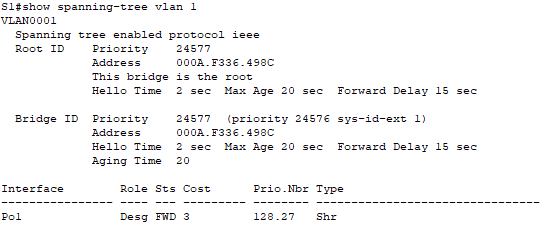 S1#show spanning-tree vlan 1
VLAN0001
  Spanning tree enabled protocol ieee
  Root ID    Priority    24577
             Address     000A.F336.498C
             This bridge is the root
             Hello Time  2 sec  Max Age 20 sec  Forward Delay 15 sec

  Bridge ID  Priority    24577  (priority 24576 sys-id-ext 1)
             Address     000A.F336.498C
             Hello Time  2 sec  Max Age 20 sec  Forward Delay 15 sec
             Aging Time  20

Interface        Role Sts Cost      Prio.Nbr Type
---------------- ---- --- --------- -------- --------------------------------
Po1              Desg FWD 3         128.27   Shr